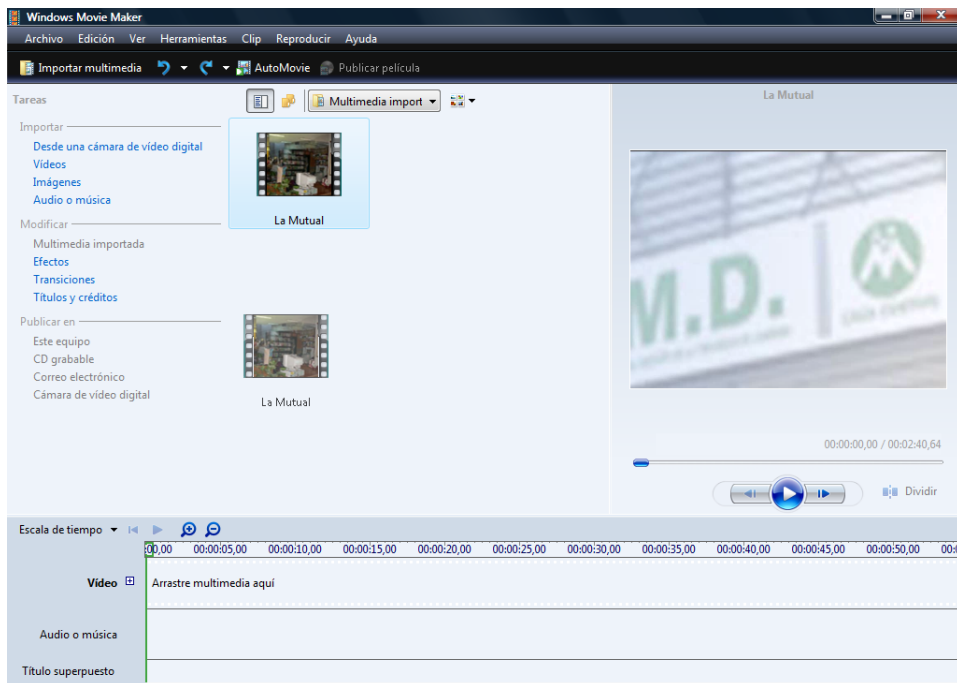 Windows Movie Maker
Archivo Edición Ver Herramientas Clip Reproducir Ayuda
Importar multimedia AutoMovie Publicar película
Tareas
Multimedia import
Importar
Desde una cámara de vídeo digital
Vídeos
Imágenes
Audio o música
Modificar
Multimedia importada
Efectos
Transiciones
Títulos y créditos
Publicar en
Este equipo
CD grabable
Correo electrónico
Cámara de vídeo digital
La Mutual
La Mutual
La Mutual
M.D.
00:00:00,00 / 00:02:40,64
Dividir
Escala de tiempo
00,00 00:00:05,00 00:00:10,00 00:00:15,00 00:00:20,00 00:00:25,00 00:00:30,00 00:00:35,00 00:00:40,00 00:00:45,00 00:00:50,00 00:
Vídeo Arrastre multimedia aquí
Audio o música
Título superpuesto